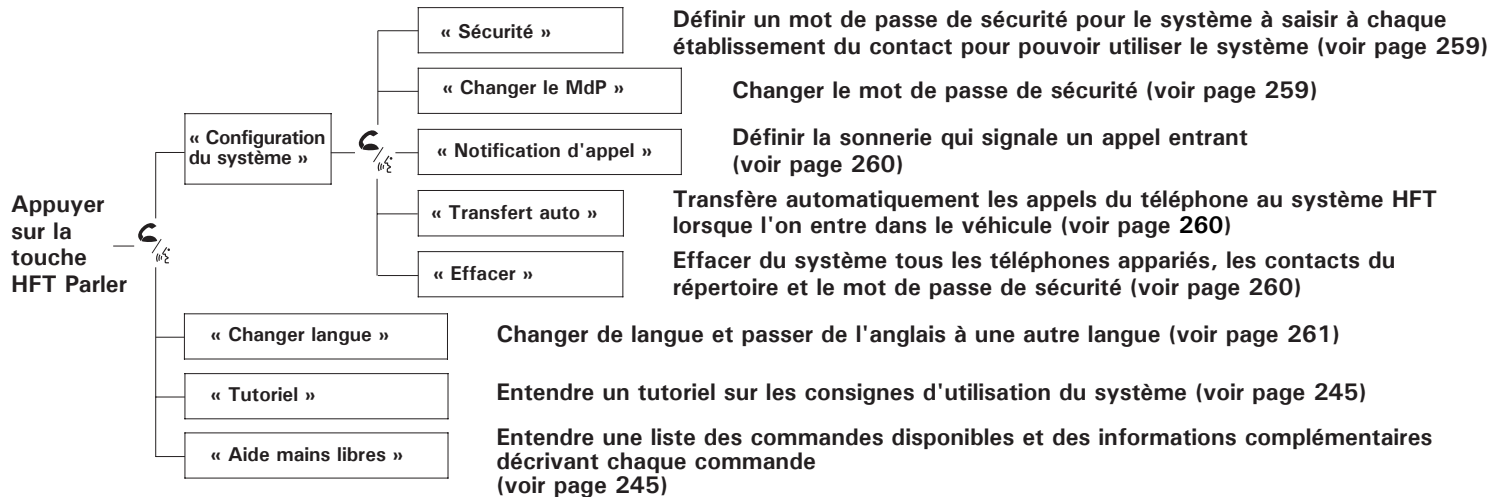 « Sécurité »
Définir un mot de passe de sécurité pour le système à saisir à chaque
établissement du contact pour pouvoir utiliser le système (voir page 259)
« Changer le MdP »
Changer le mot de passe de sécurité (voir page 259)
« Configuration
du système »
« Notification d'appel »
Définir la sonnerie qui signale un appel entrant
(voir page 260)
Appuyer
sur la
touche
HFT Parler
« Transfert auto »
Transfère automatiquement les appels du téléphone au système HFT
lorsque l'on entre dans le véhicule (voir page 260)
« Effacer »
Effacer du système tous les téléphones appariés, les contacts du
répertoire et le mot de passe de sécurité (voir page 260)
« Changer langue »
Changer de langue et passer de l'anglais à une autre langue (voir page 261)
« Tutoriel »
Entendre un tutoriel sur les consignes d'utilisation du système (voir page 245)
« Aide mains libres »
Entendre une liste des commandes disponibles et des informations complémentaires
décrivant chaque commande
(voir page 245)